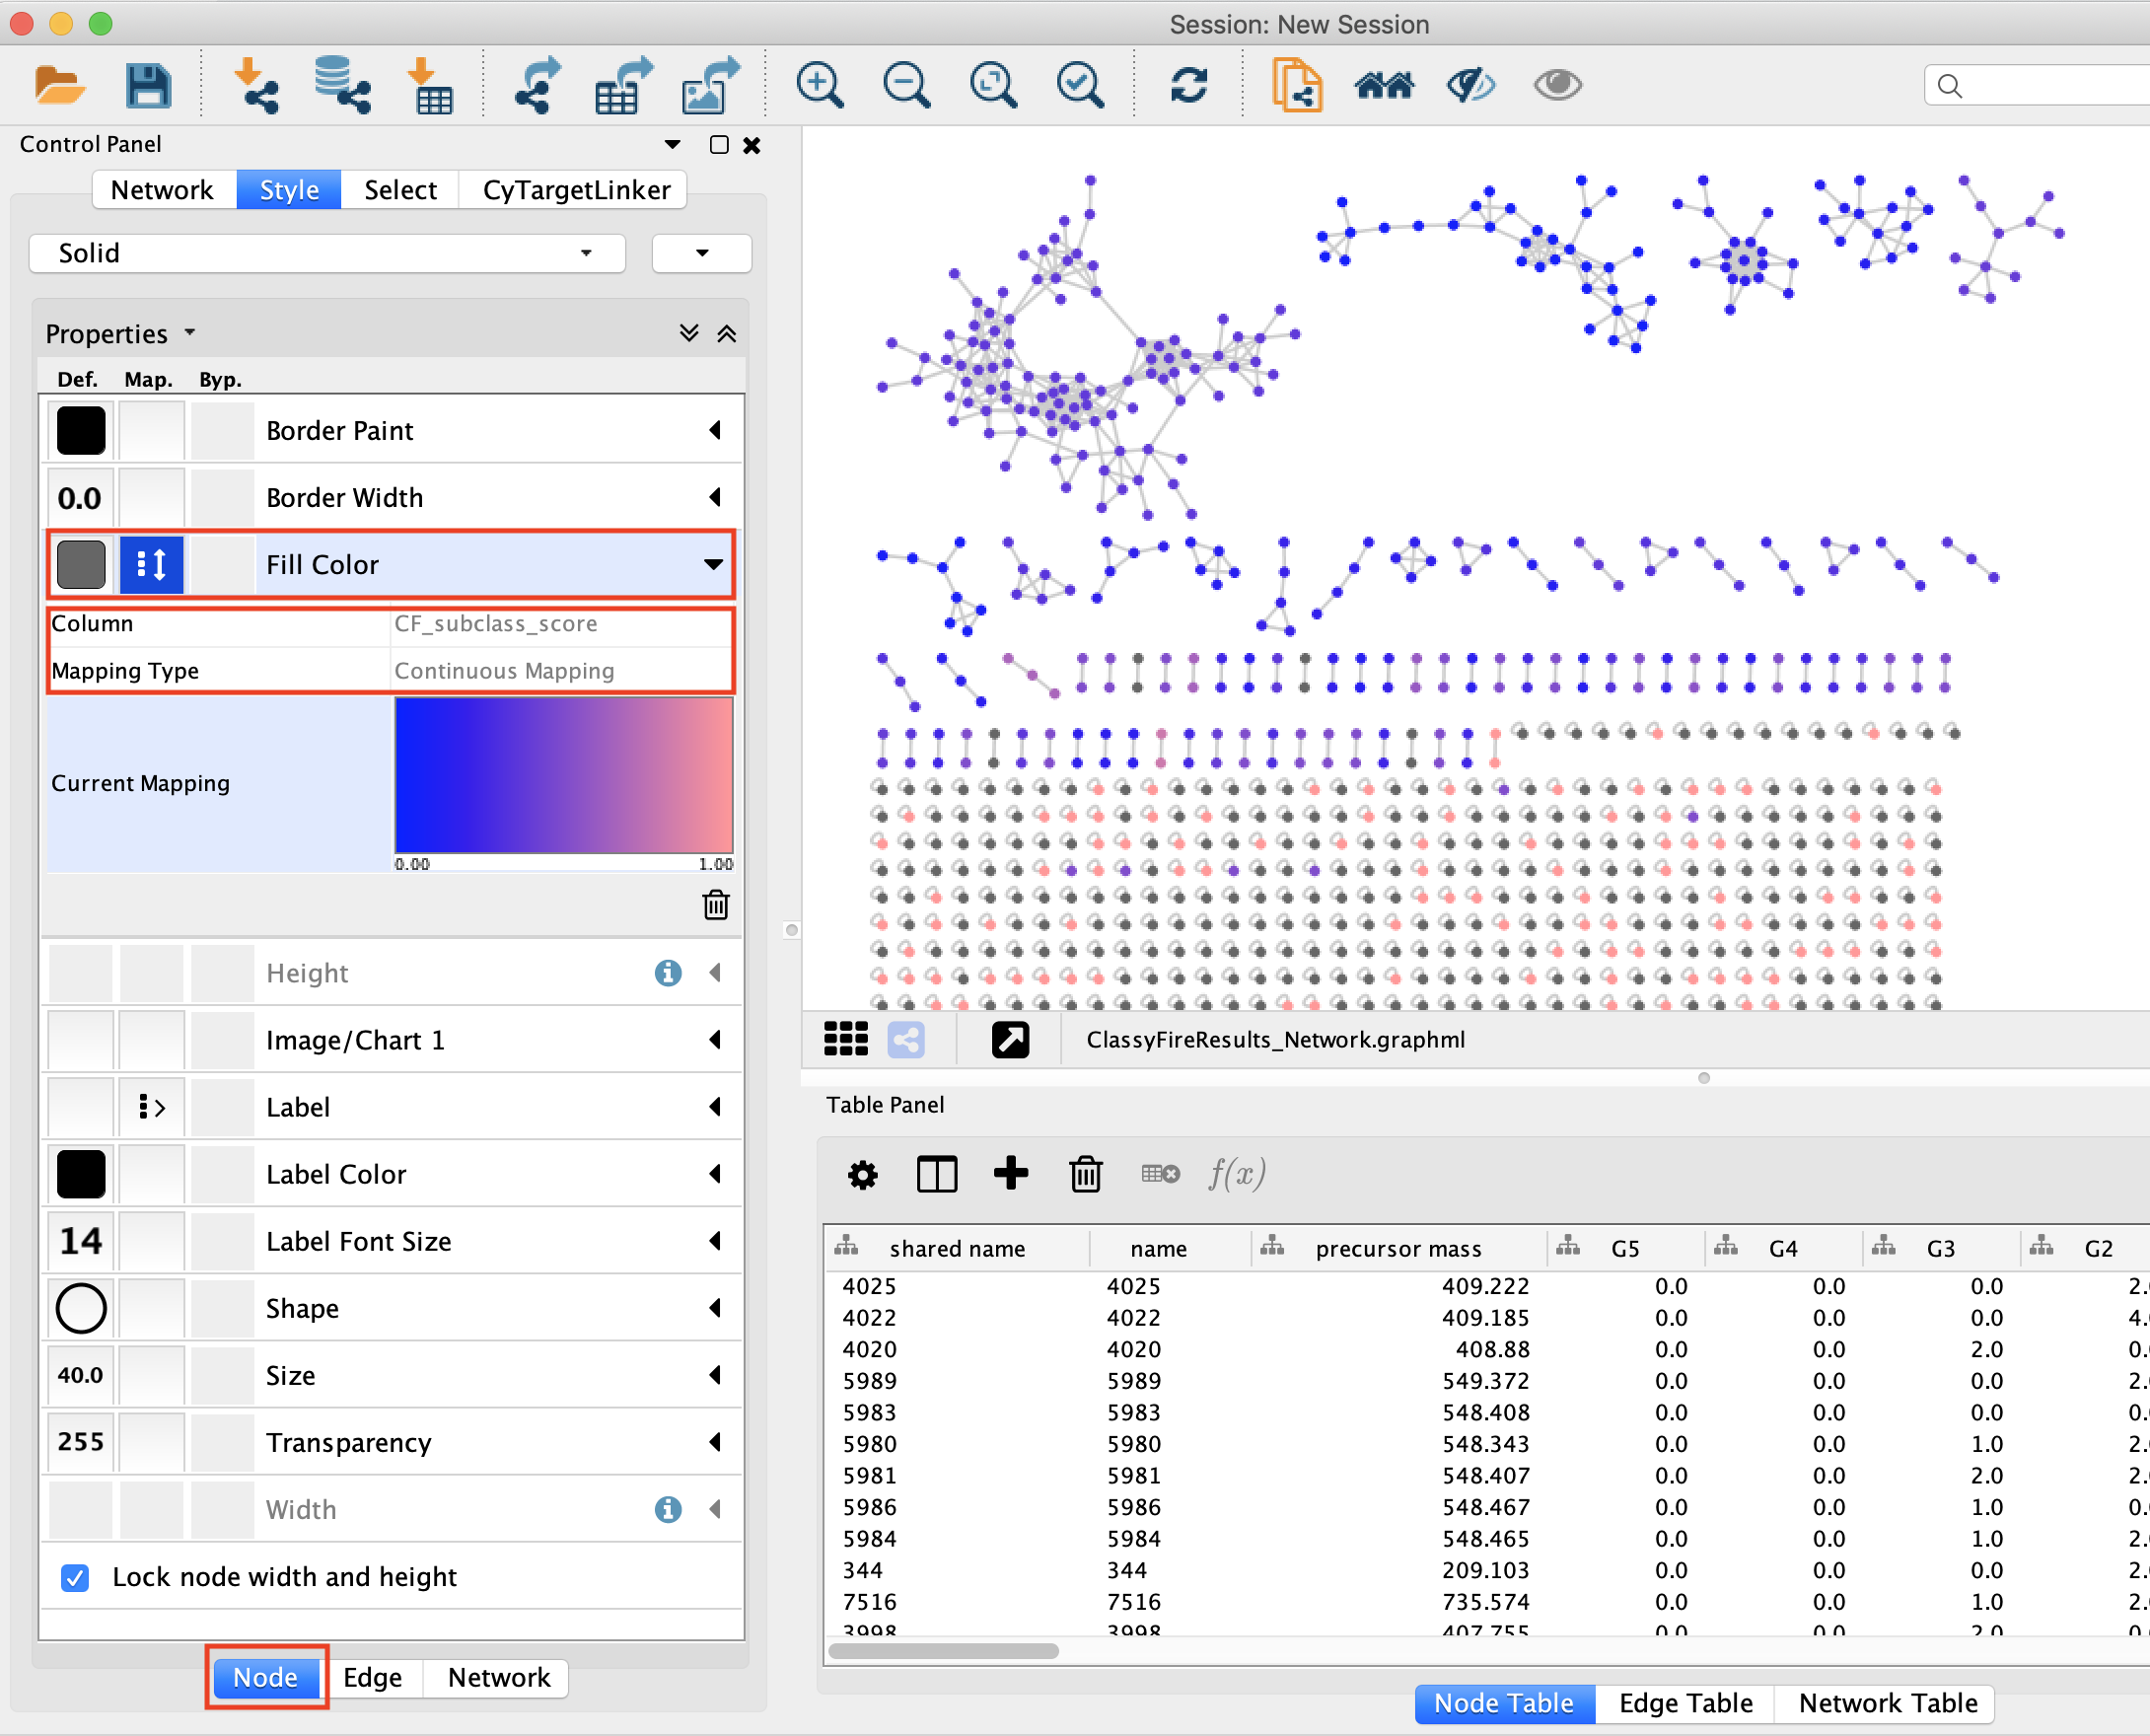 Session: New Session
Control Panel
Network Style Select CyTargetLinker
Solid
Properties
Def. Map. Byp.
Border Paint
0.0 Border Width
Fill Color
Column CF_subclass_score
Mapping Type Continuous Mapping
Current Mapping
0.00 1.00
Height
Image/Chart 1
Label
Label Color
14 Label Font Size
Shape
40.0 Size
255 Transparency
Width
Lock node width and height
Node Edge Network
ClassyFireResults_Network.graphml
Table Panel
f(x)
shared name name precursor mass G5 G4 G3 G2
4025 4025 409.222 0.0 0.0 0.0 2.
4022 4022 409.185 0.0 0.0 0.0 4.
4020 4020 408.88 0.0 0.0 2.0 0.
5989 5989 549.372 0.0 0.0 0.0 2.
5983 5983 548.408 0.0 0.0 0.0 0.
5980 5980 548.343 0.0 0.0 1.0 2.
5981 5981 548.407 0.0 0.0 2.0 2.
5986 5986 548.467 0.0 0.0 1.0 0.
5984 5984 548.465 0.0 0.0 1.0 2.
344 344 209.103 0.0 0.0 0.0 2.
7516 7516 735.574 0.0 0.0 1.0 2.
3998 3998 407.755 0.0 0.0 2.0 0.
Node Table Edge Table Network Table